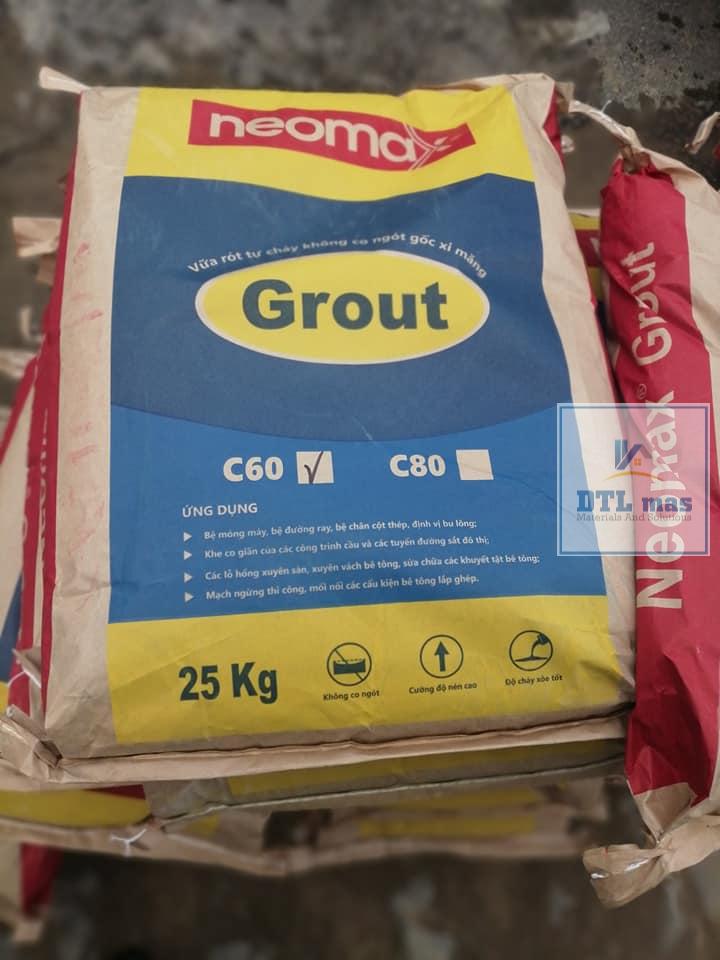 neomax
Vữa rót tự chảy không co ngót gốc xi măng
Grout
C60
C80
ỨNG DỤNG
Bệ móng máy, bệ đường ray, bệ chân cột thép, định vị bu lông;
Khe co giãn của các công trình cầu và các tuyến đường sắt đô thị;
Các lỗ hổng xuyên sàn, xuyên vách bê tông, sửa chữa các khuyết tật bê tông;
Mạch ngừng thi công, mối nối các cấu kiện bê tông lắp ghép.
25 Kg
Không co ngót
Cường độ nén cao
Độ chảy xòe tốt
Neomax® Grout
DTL mas
Materials And Solutions